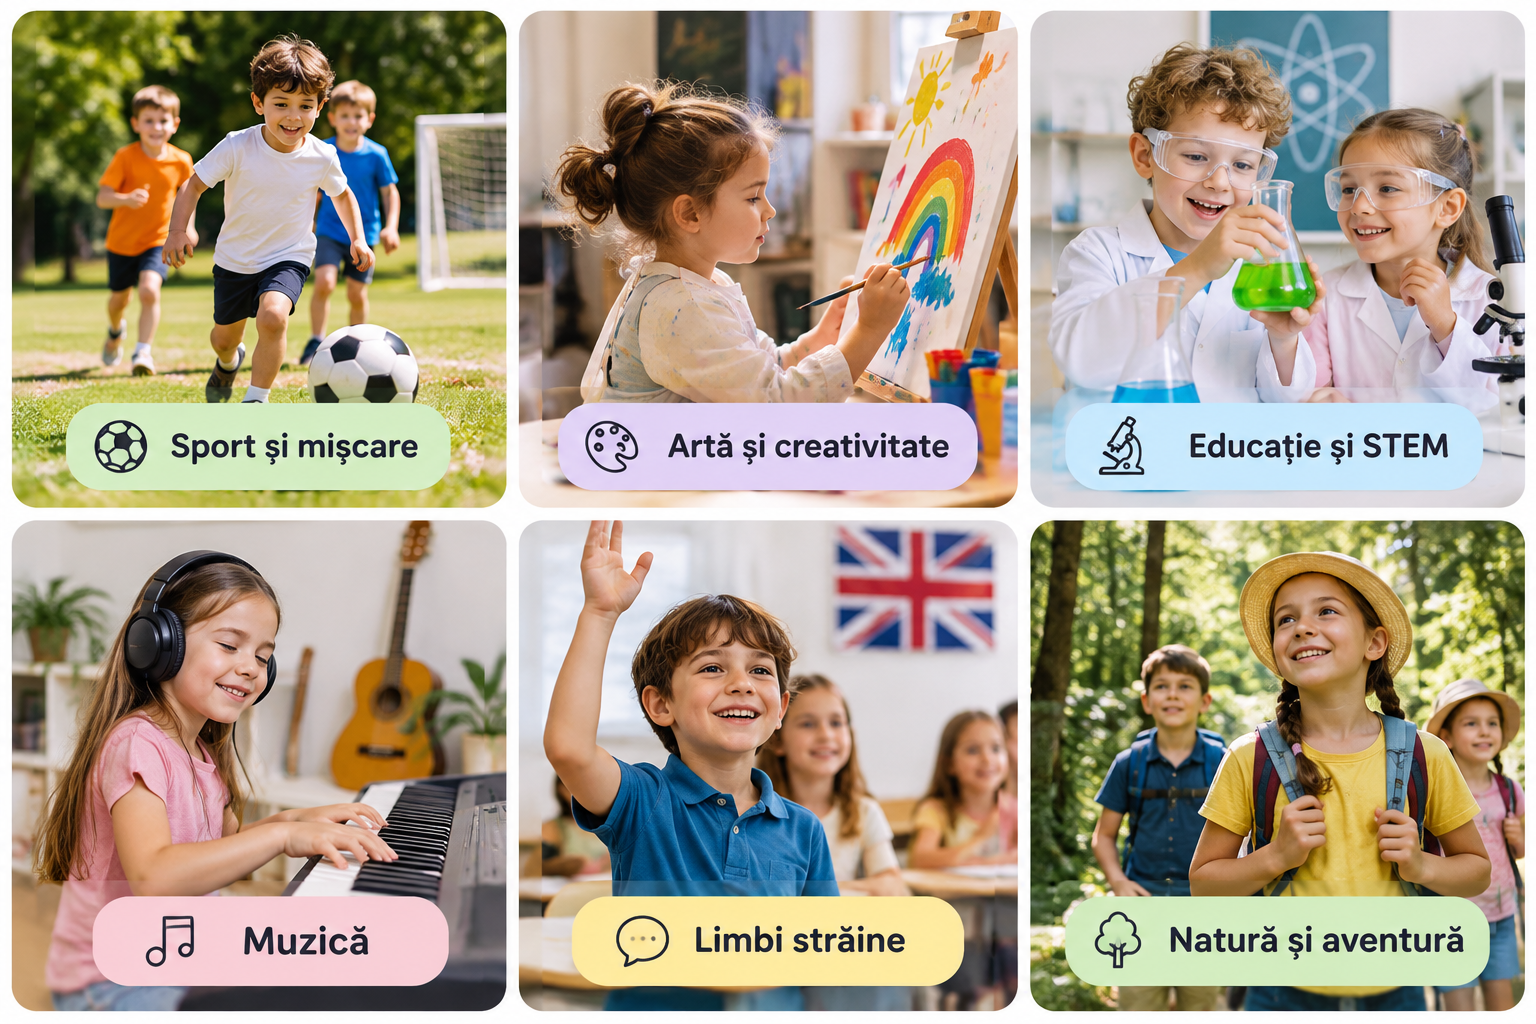 Sport și mișcare
Artă și creativitate
Educație și STEM
Muzică
Limbi străine
Natură și aventură